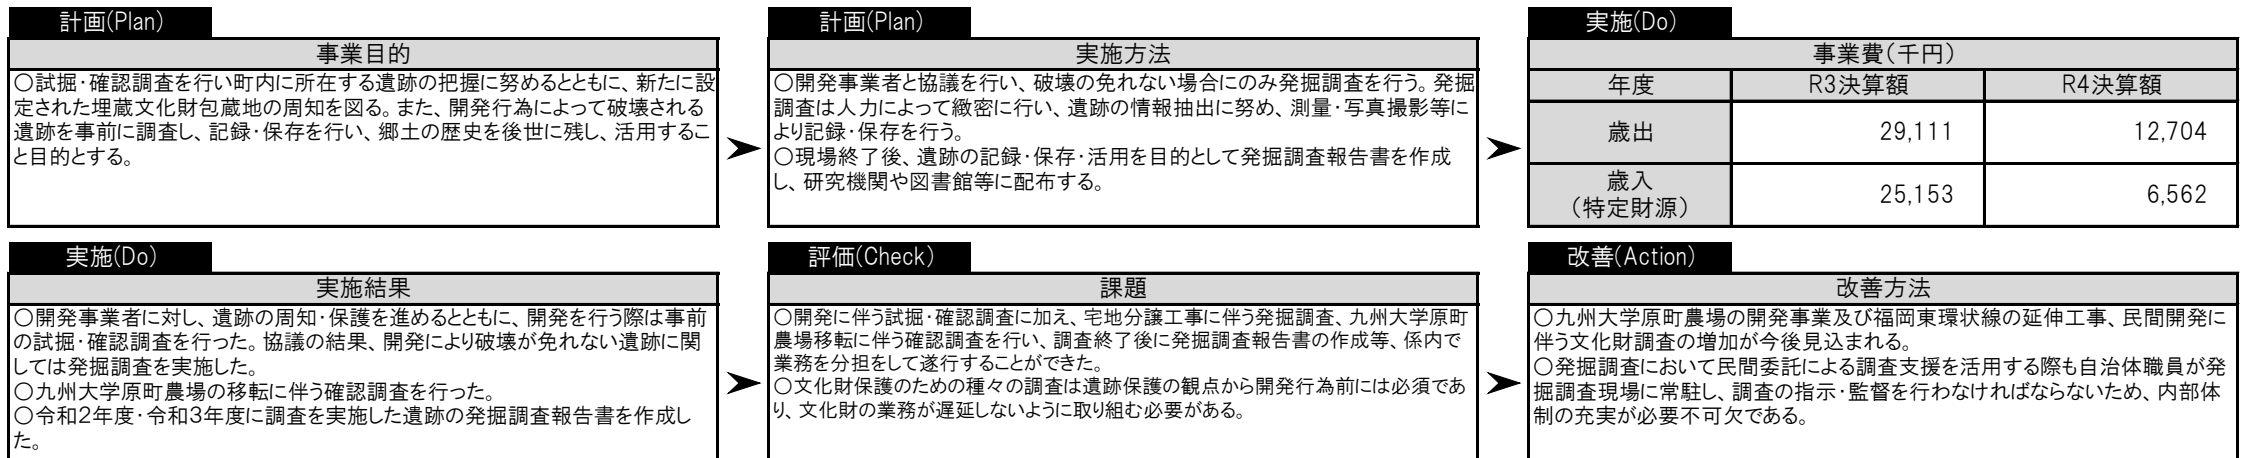 計画(Plan)
事業目的
○試掘・確認調査を行い町内に所在する遺跡の把握に努めるとともに、新たに設
定された埋蔵文化財包蔵地の周知を図る。また、開発行為によって破壊される
遺跡を事前に調査し、記録・保存を行い、郷土の歴史を後世に残し、活用するこ
と目的とする。
計画(Plan)
実施方法
○開発事業者と協議を行い、破壊の免れない場合にのみ発掘調査を行う。発掘
調査は人力によって緻密に行い、遺跡の情報抽出に努め、測量・写真撮影等に
より記録・保存を行う。
○現場終了後、遺跡の記録・保存・活用を目的として発掘調査報告書を作成
し、研究機関や図書館等に配布する。
実施(Do)
事業費(千円)
年度 R3決算額 R4決算額
歳出 29,111 12,704
歳入
(特定財源) 25,153 6,562
実施(Do)
実施結果
○開発事業者に対し、遺跡の周知・保護を進めるとともに、開発を行う際は事前
の試掘・確認調査を行った。協議の結果、開発により破壊が免れない遺跡に関
しては発掘調査を実施した。
○九州大学原町農場の移転に伴う確認調査を行った。
○令和2年度・令和3年度に調査を実施した遺跡の発掘調査報告書を作成し
た。
評価(Check)
課題
○開発に伴う試掘・確認調査に加え、宅地分譲工事に伴う発掘調査、九州大学原町
農場移転に伴う確認調査を行い、調査終了後に発掘調査報告書の作成等、係内で
業務を分担をして遂行することができた。
○文化財保護のための種々の調査は遺跡保護の観点から開発行為前には必須であ
り、文化財の業務が遅延しないように取り組む必要がある。
改善(Action)
改善方法
○九州大学原町農場の開発事業及び福岡東環状線の延伸工事、民間開発に
伴う文化財調査の増加が今後見込まれる。
○発掘調査において民間委託による調査支援を活用する際も自治体職員が発
掘調査現場に常駐し、調査の指示・監督を行わなければならないため、内部体
制の充実が必要不可欠である。